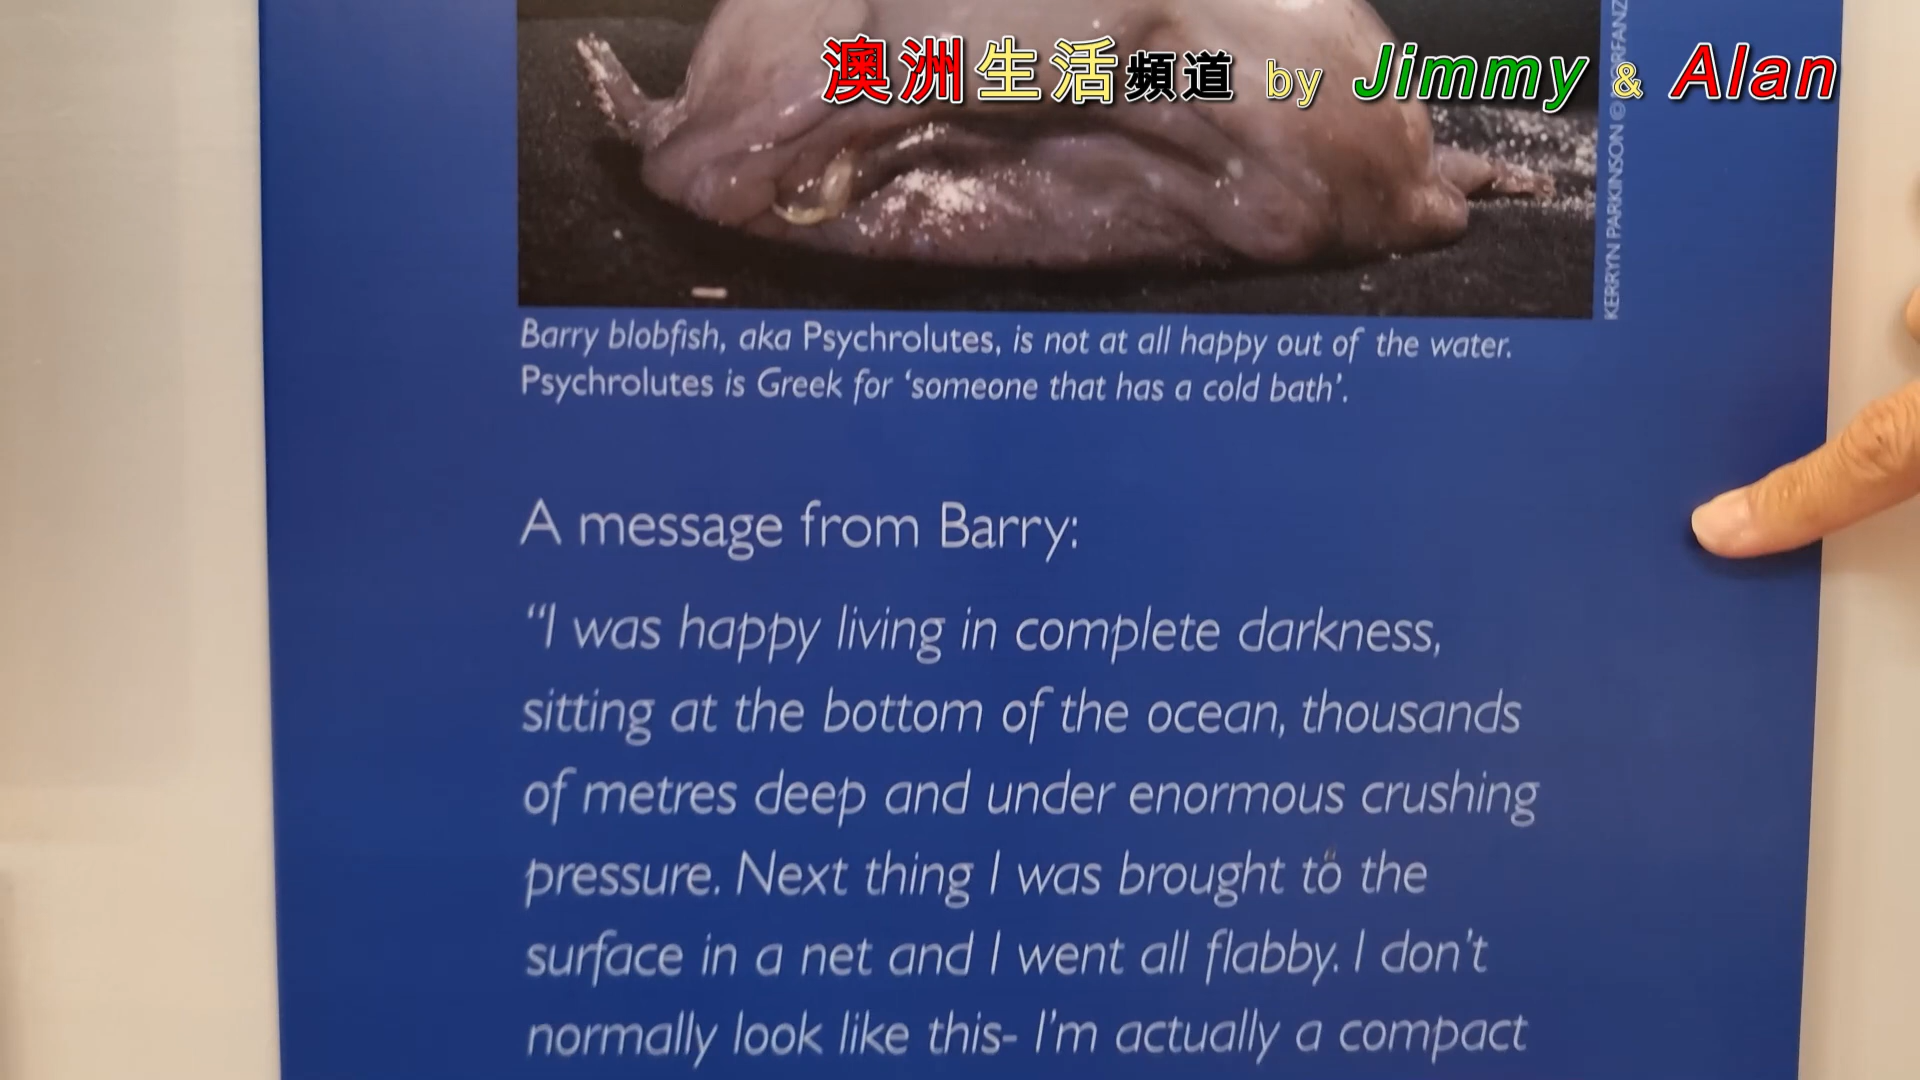 澳洲生活頻道 by Jimmy & Alan
KERRYN PARKINSON ©
Barry blobfish, aka Psychrolutes, is not at all happy out of the water.
Psychrolutes is Greek for ‘someone that has a cold bath’.
A message from Barry:
“I was happy living in complete darkness,
sitting at the bottom of the ocean, thousands
of metres deep and under enormous crushing
pressure. Next thing I was brought to the
surface in a net and I went all flabby. I don’t
normally look like this- I’m actually a compact